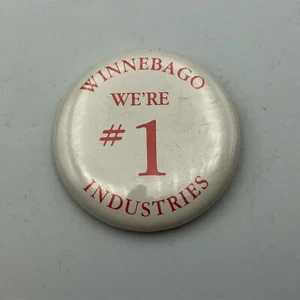 WINNEBAGO
WE'RE
# 1
INDUSTRIES